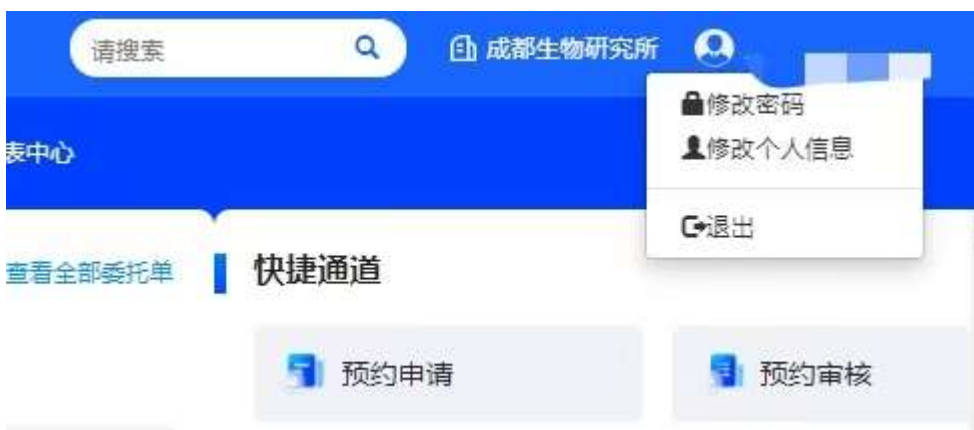 请搜索
成都生物研究所
修改密码
修改个人信息
退出
表中心
查看全部委托单
快捷通道
预约申请
预约审核